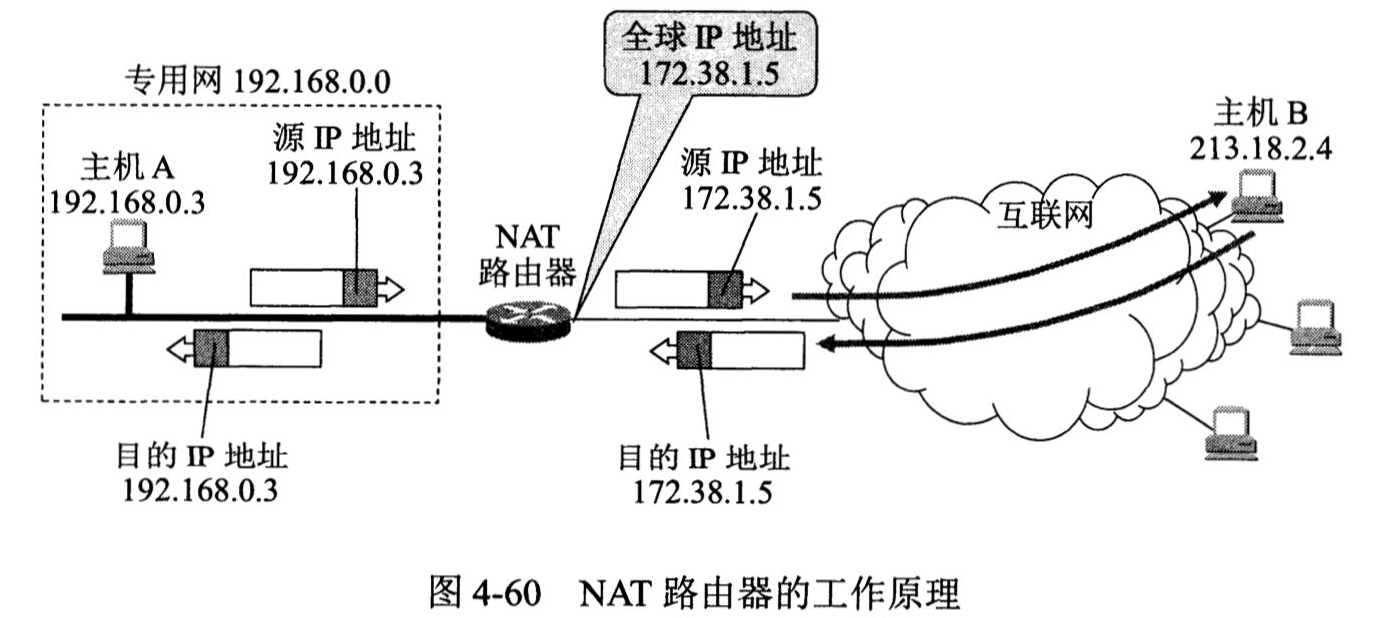 全球 IP 地址
172.38.1.5
专用网 192.168.0.0
源 IP 地址
192.168.0.3
主机 A
192.168.0.3
源 IP 地址
172.38.1.5
主机 B
213.18.2.4
互联网
NAT
路由器
目的 IP 地址
192.168.0.3
目的 IP 地址
172.38.1.5
图 4-60 NAT 路由器的工作原理